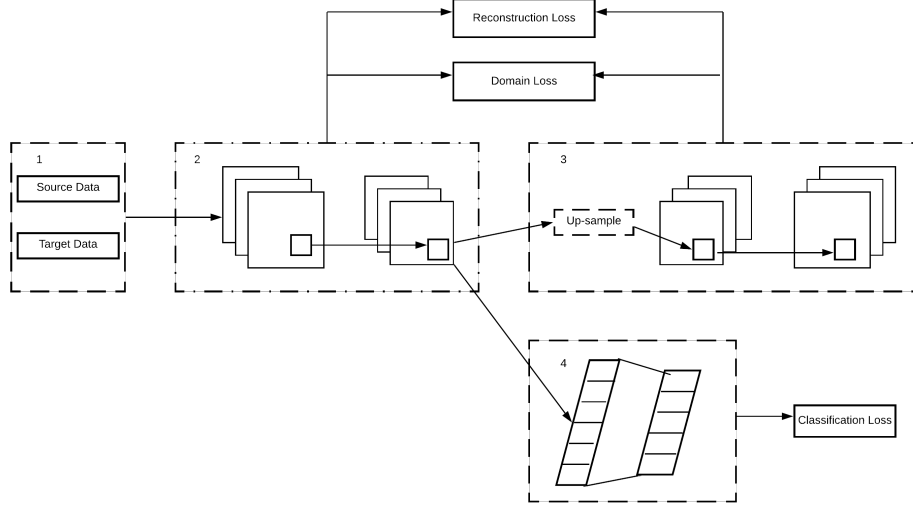 Reconstruction Loss
Domain Loss
1
Source Data
Target Data
2
3
Up-sample
4
Classification Loss